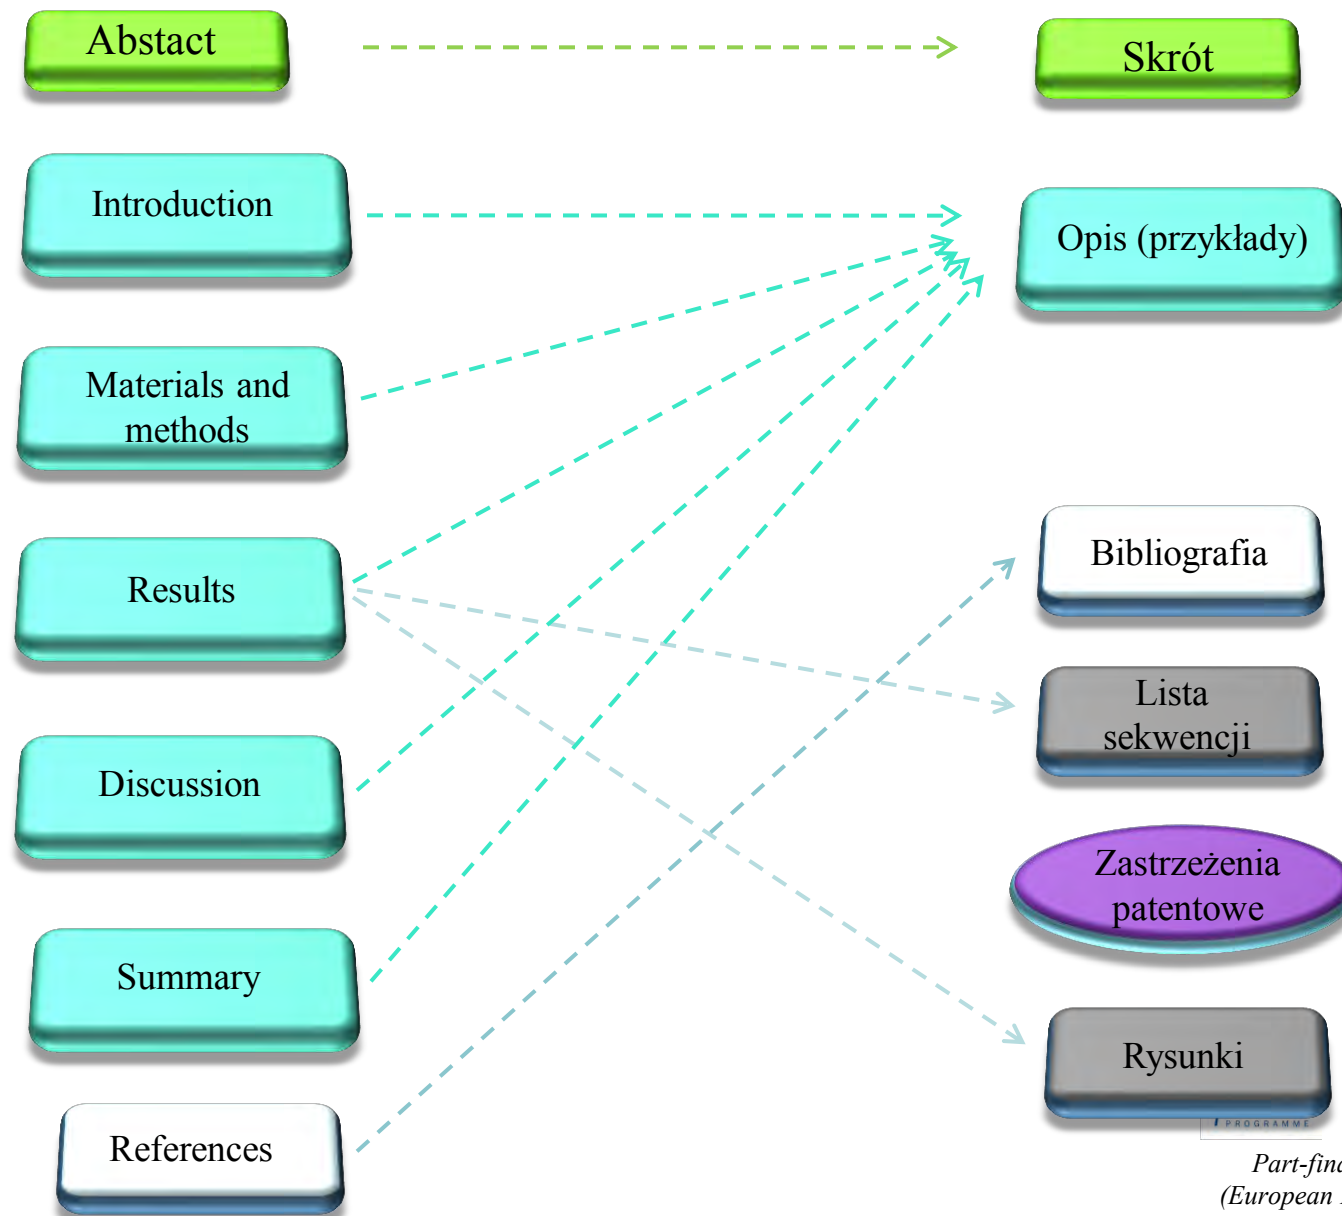 Abstact
Skrót
Introduction
Opis (przykłady)
Materials and
methods
Results
Bibliografia
Lista
sekwencji
Discussion
Zastrzeżenia
patentowe
Summary
Rysunki
PROGRAMME
References
Part-fina
(European